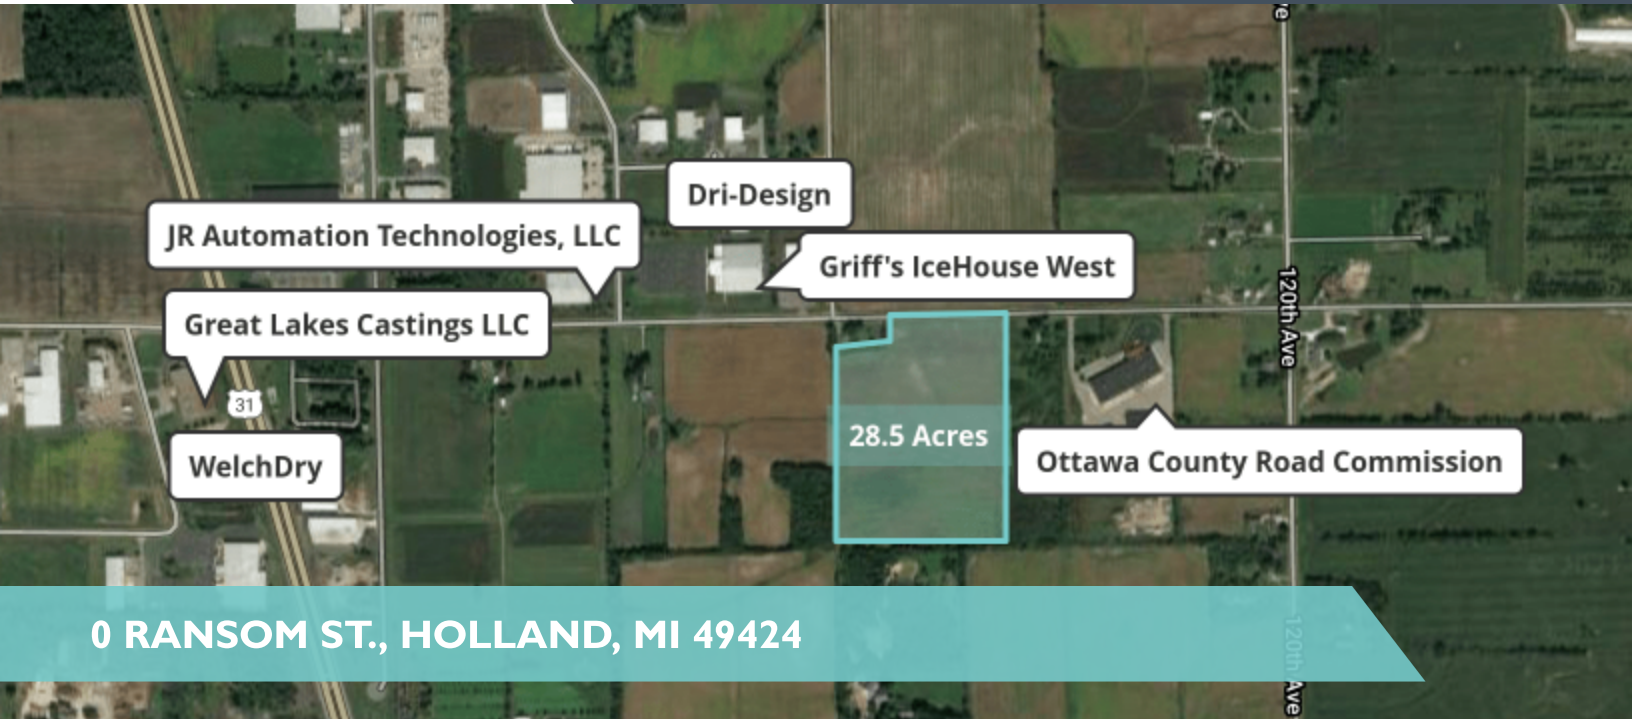 ve
Dri-Design
JR Automation Technologies, LLC
Griff's IceHouse West
Great Lakes Castings LLC
120th Ave
31
28.5 Acres
WelchDry
Ottawa County Road Commission
0 RANSOM ST., HOLLAND, MI 49424
120th Ave